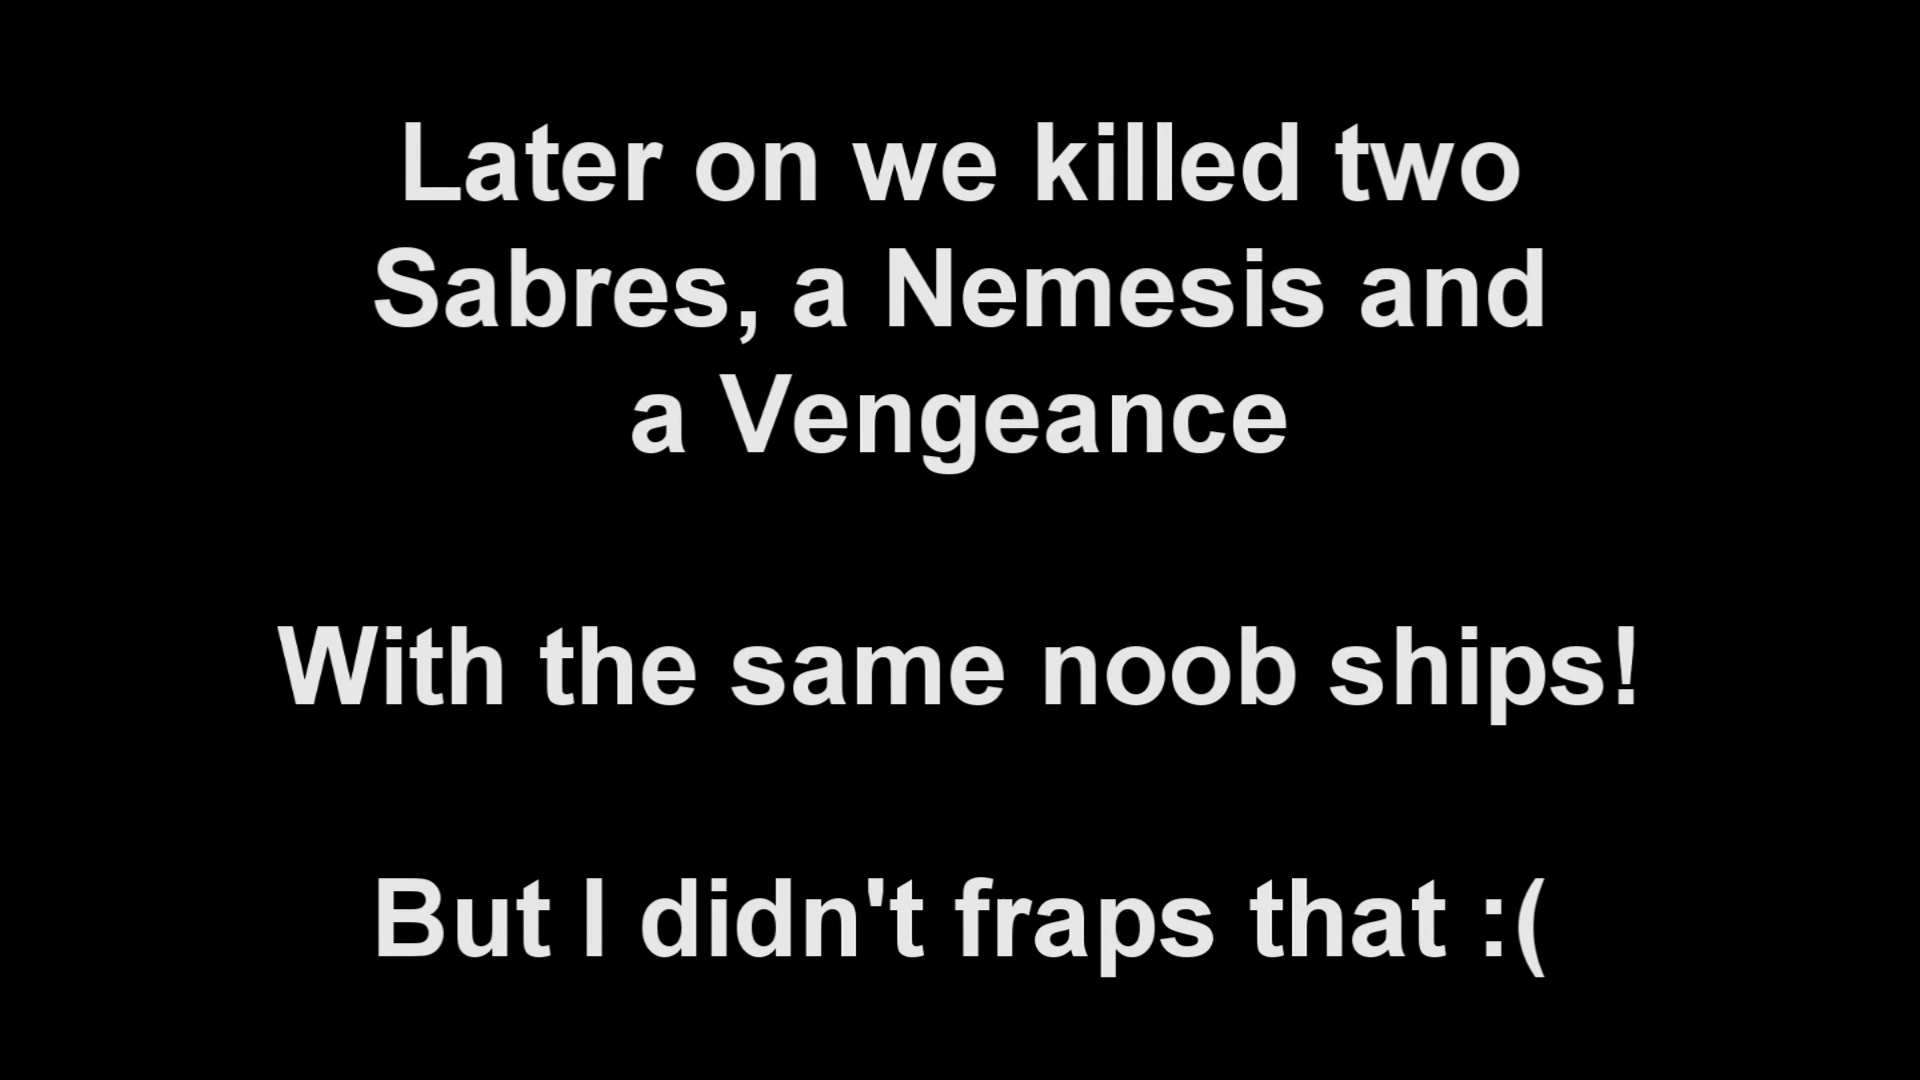 Later on we killed two
Sabres, a Nemesis and
a Vengeance
With the same noob ships!
But I didn't fraps that :(